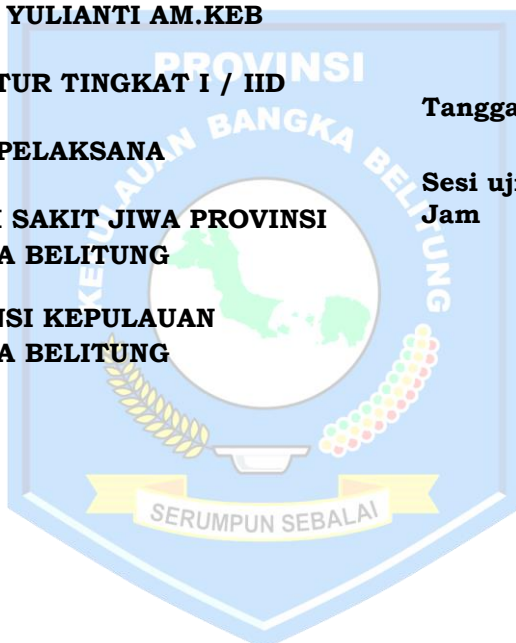 YULIANTI AM.KEB
TUR TINGKAT I / IID
PELAKSANA
SAKIT JIWA PROVINSI
A BELITUNG
NSI KEPULAUAN
A BELITUNG
Tangga
Sesi uj
Jam
PROVINSI
KEPULAUAN BANGKA BELITUNG
SERUMPUN SEBALAI